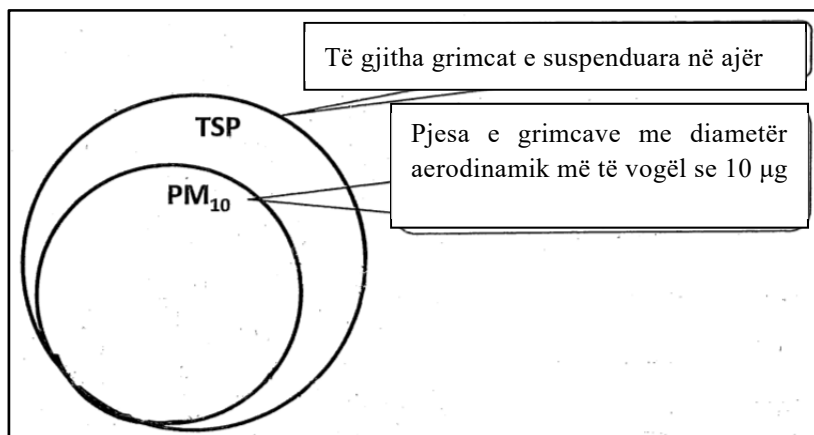 Të gjitha grimcat e suspenduara në ajër
TSP
Pjesa e grimcave me diametër
aerodinamik më të vogël se 10 µg
PM₁₀